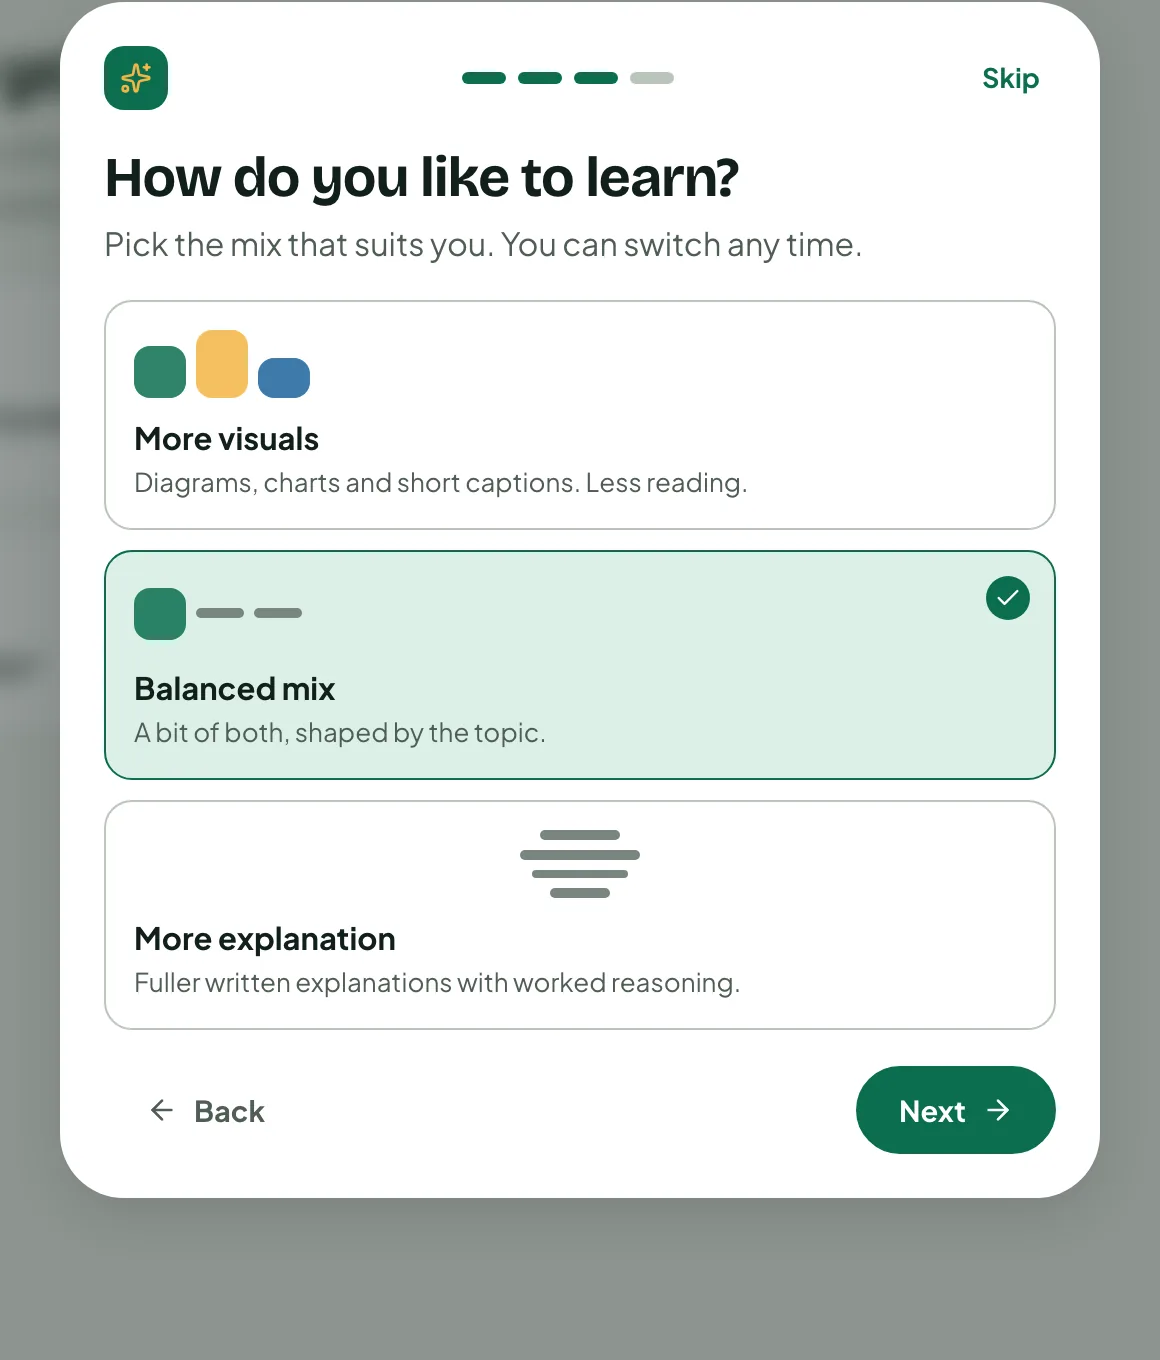 Skip
How do you like to learn?
Pick the mix that suits you. You can switch any time.
More visuals
Diagrams, charts and short captions. Less reading.
Balanced mix
A bit of both, shaped by the topic.
More explanation
Fuller written explanations with worked reasoning.
Back
Next